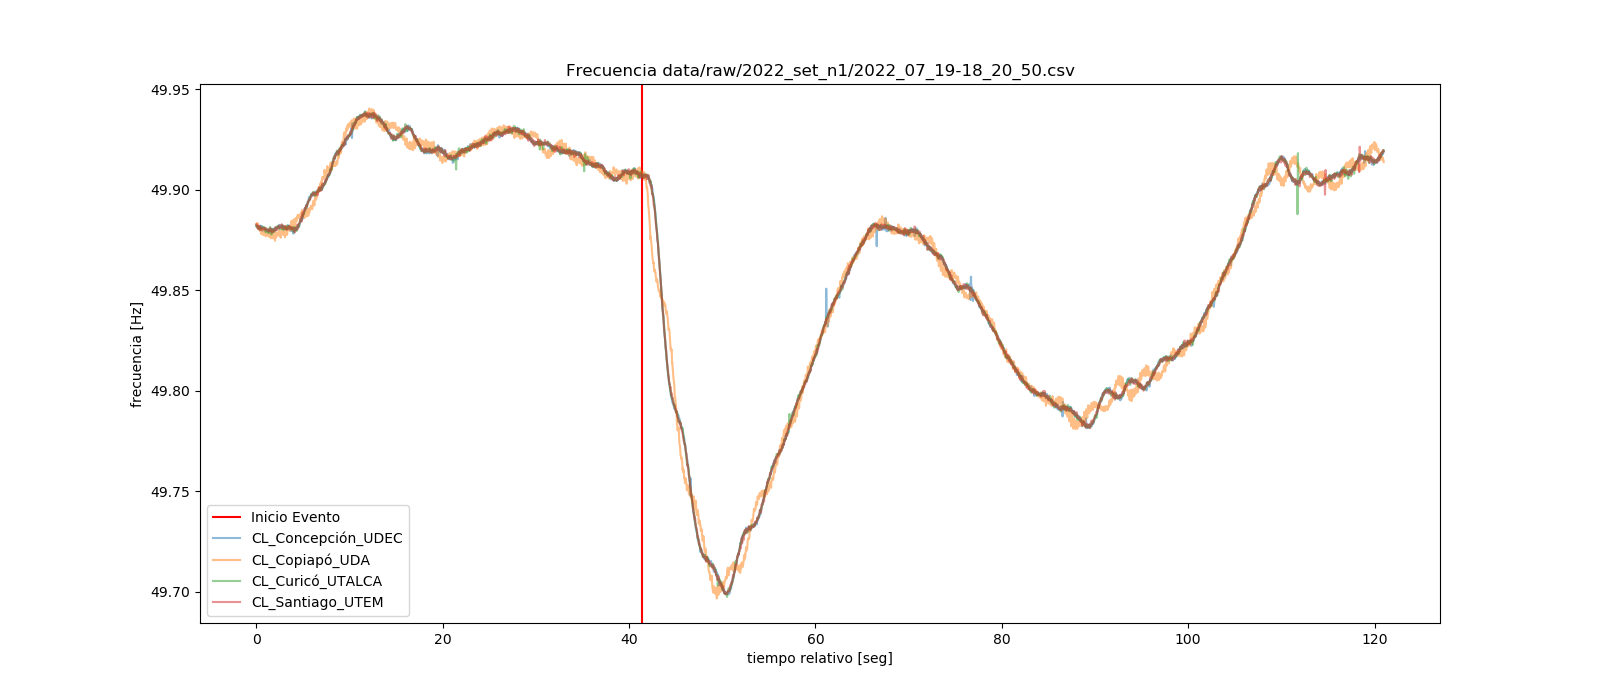 Frecuencia data/raw/2022_set_n1/2022_07_19-18_20_50.csv
frecuencia [Hz]
49.95
49.90
49.85
49.80
49.75
49.70
Inicio Evento
CL_Concepción_UDEC
CL_Copiapó_UDA
CL_Curicó_UTALCA
CL_Santiago_UTEM
0 20 40 60 80 100 120
tiempo relativo [seg]